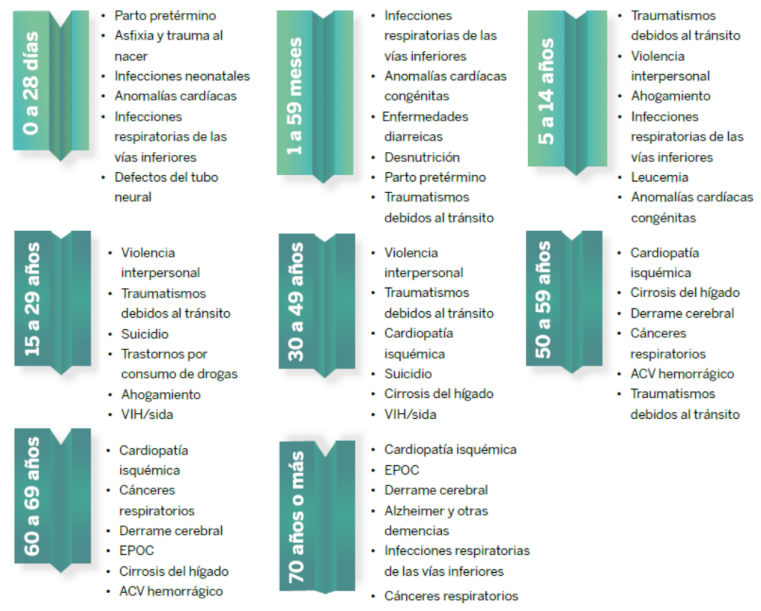 0 a 28 días
• Parto pretérmino
• Asfixia y trauma al
nacer
• Infecciones neonatales
• Anomalías cardíacas
• Infecciones
respiratorias de las
vías inferiores
• Defectos del tubo
neural
1 a 59 meses
• Infecciones
respiratorias de las
vías inferiores
• Anomalías cardíacas
congénitas
• Enfermedades
diarreicas
• Desnutrición
• Parto pretérmino
• Traumatismos
debidos al tránsito
5 a 14 años
• Traumatismos
debidos al tránsito
• Violencia
interpersonal
• Ahogamiento
• Infecciones
respiratorias de las
vías inferiores
• Leucemia
• Anomalías cardíacas
congénitas
15 a 29 años
• Violencia
interpersonal
• Traumatismos
debidos al tránsito
• Suicidio
• Trastornos por
consumo de drogas
• Ahogamiento
• VIH/sida
30 a 49 años
• Violencia
interpersonal
• Traumatismos
debidos al tránsito
• Cardiopatía
isquémica
• Suicidio
• Cirrosis del hígado
• VIH/sida
50 a 59 años
• Cardiopatía
isquémica
• Cirrosis del hígado
• Derrame cerebral
• Cánceres
respiratorios
• ACV hemorrágico
• Traumatismos
debidos al tránsito
60 a 69 años
• Cardiopatía
isquémica
• Cánceres
respiratorios
• Derrame cerebral
• EPOC
• Cirrosis del hígado
• ACV hemorrágico
70 años o más
• Cardiopatía isquémica
• EPOC
• Derrame cerebral
• Alzheimer y otras
demencias
• Infecciones respiratorias
de las vías inferiores
• Cánceres respiratorios